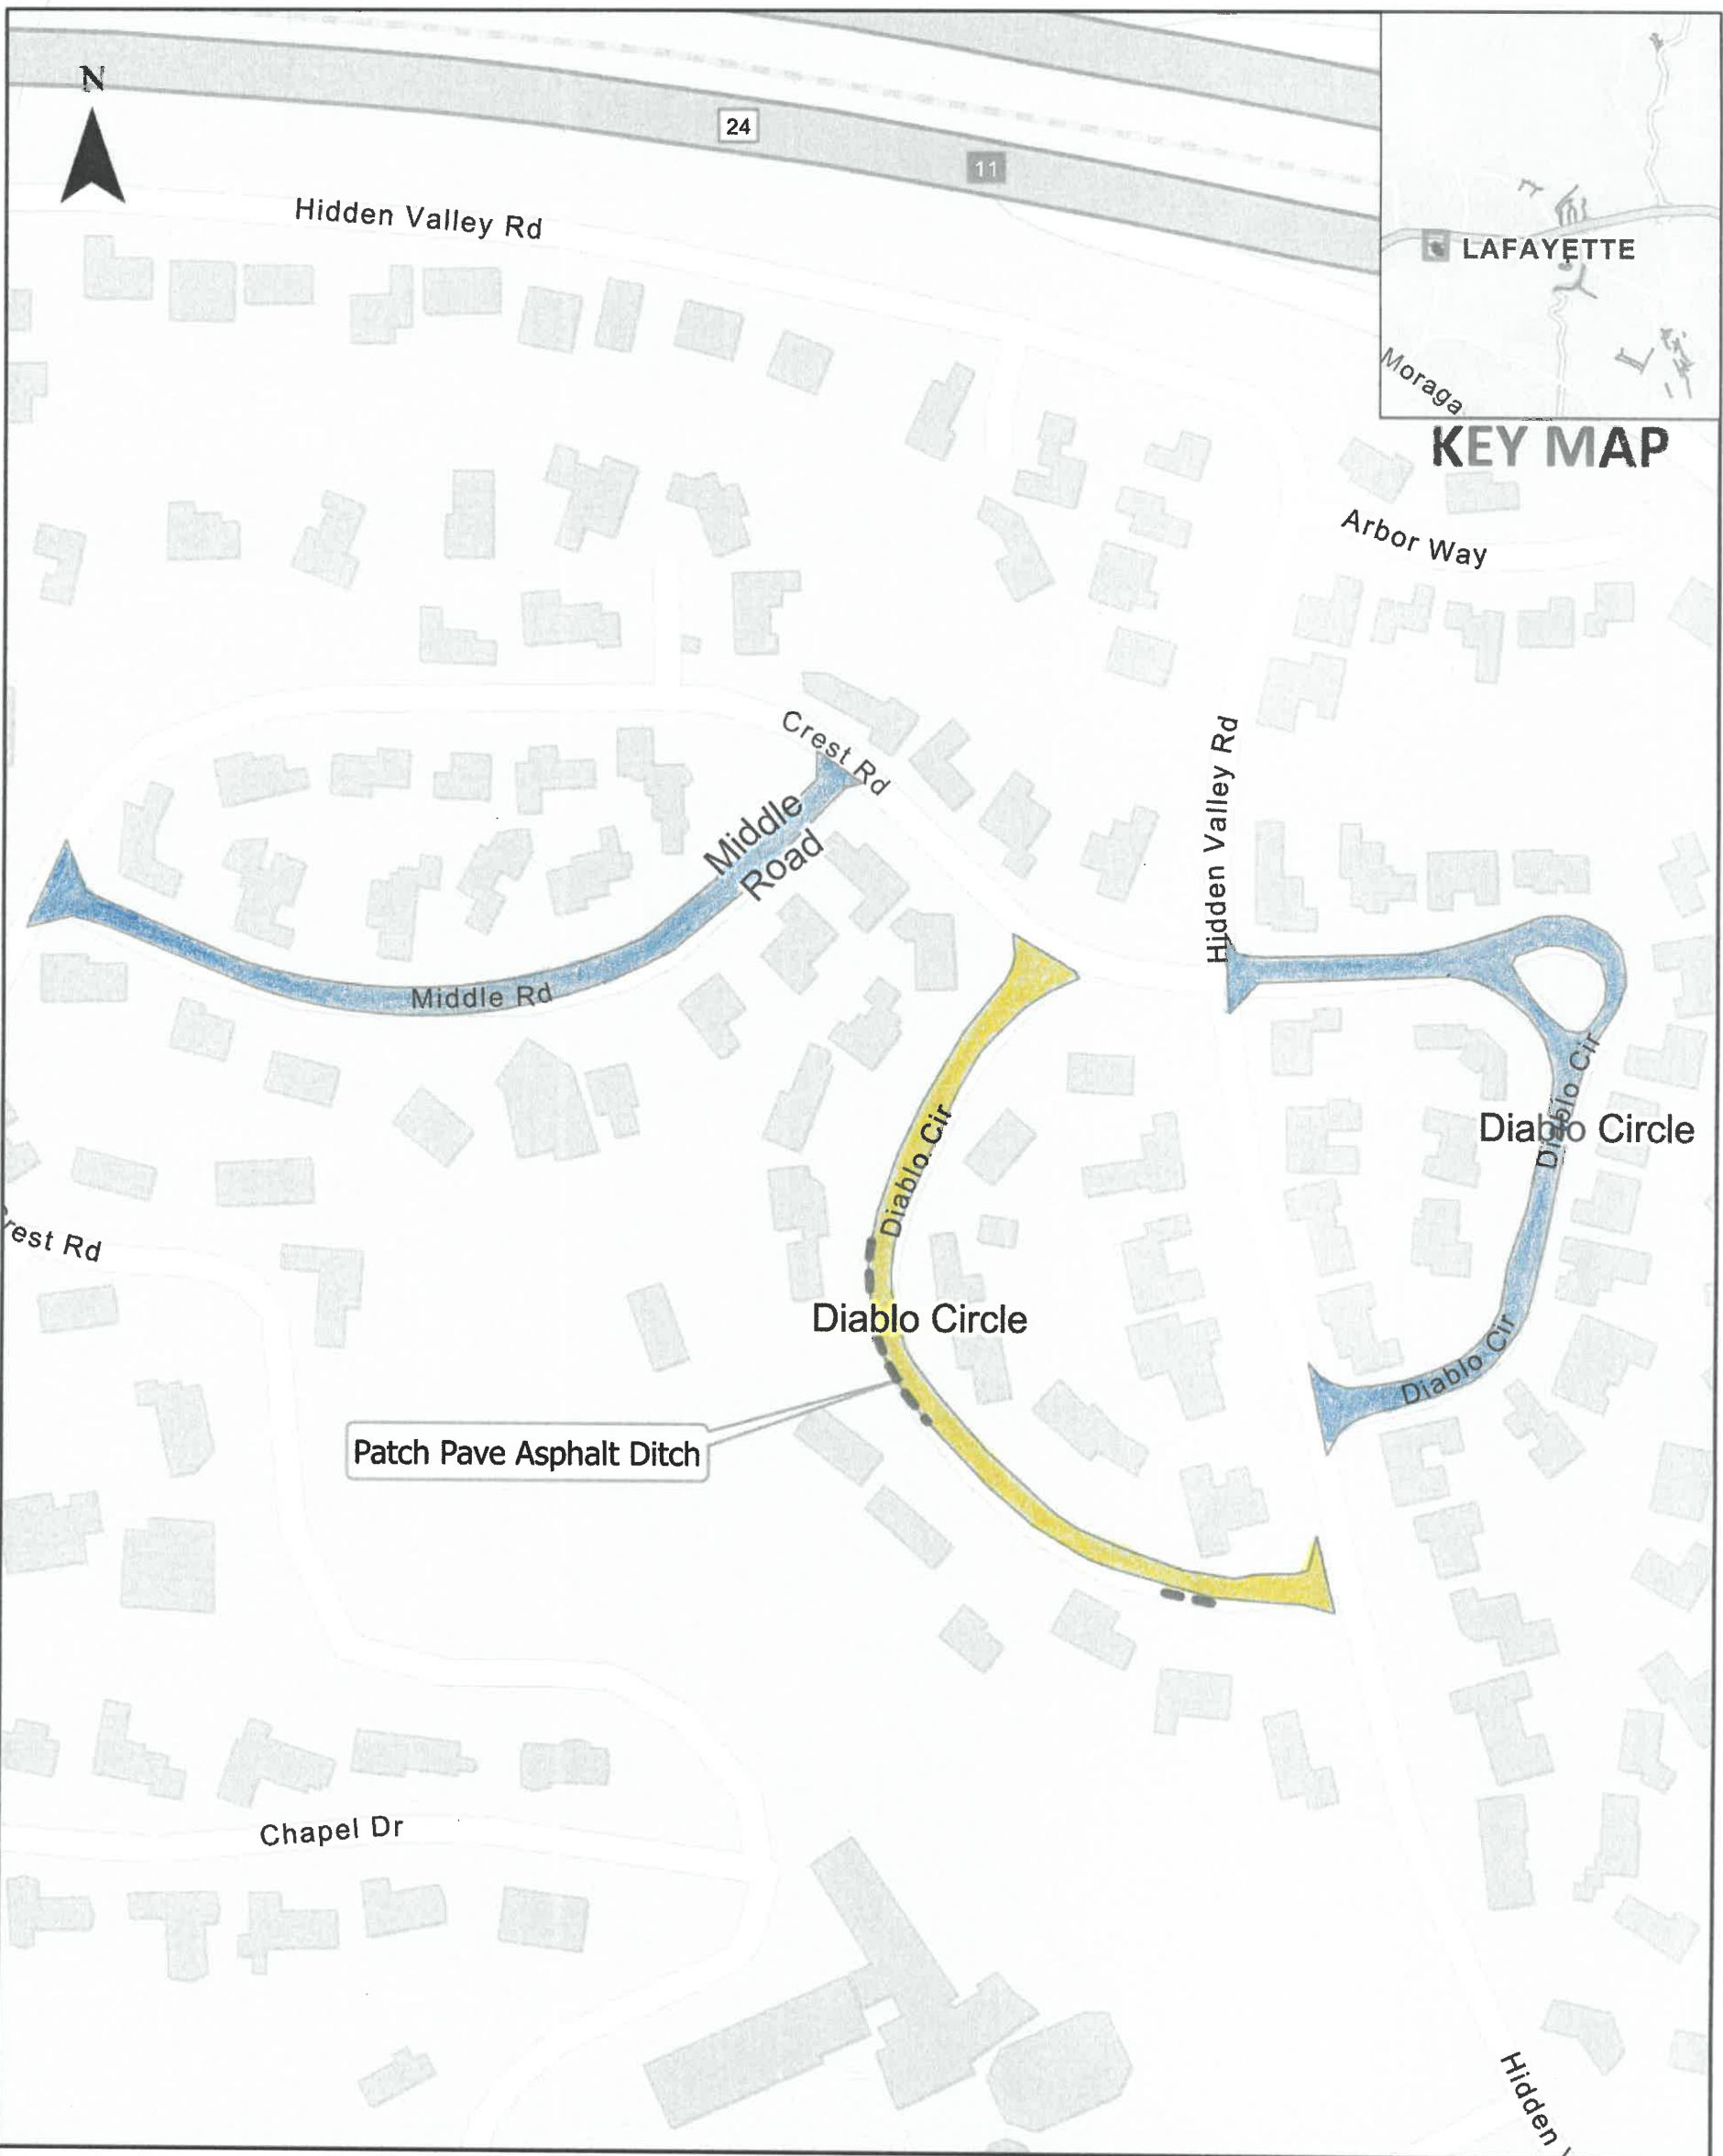 N
24
11
Hidden Valley Rd
LAFAYETTE
Moraga
KEY MAP
Arbor Way
Crest Rd
Middle
Road
Hidden Valley Rd
Middle Rd
Diablo Cir
Diablo Circle
Diablo Cir
rest Rd
Diablo Circle
Diablo Cir
Patch Pave Asphalt Ditch
Chapel Dr
Hidden